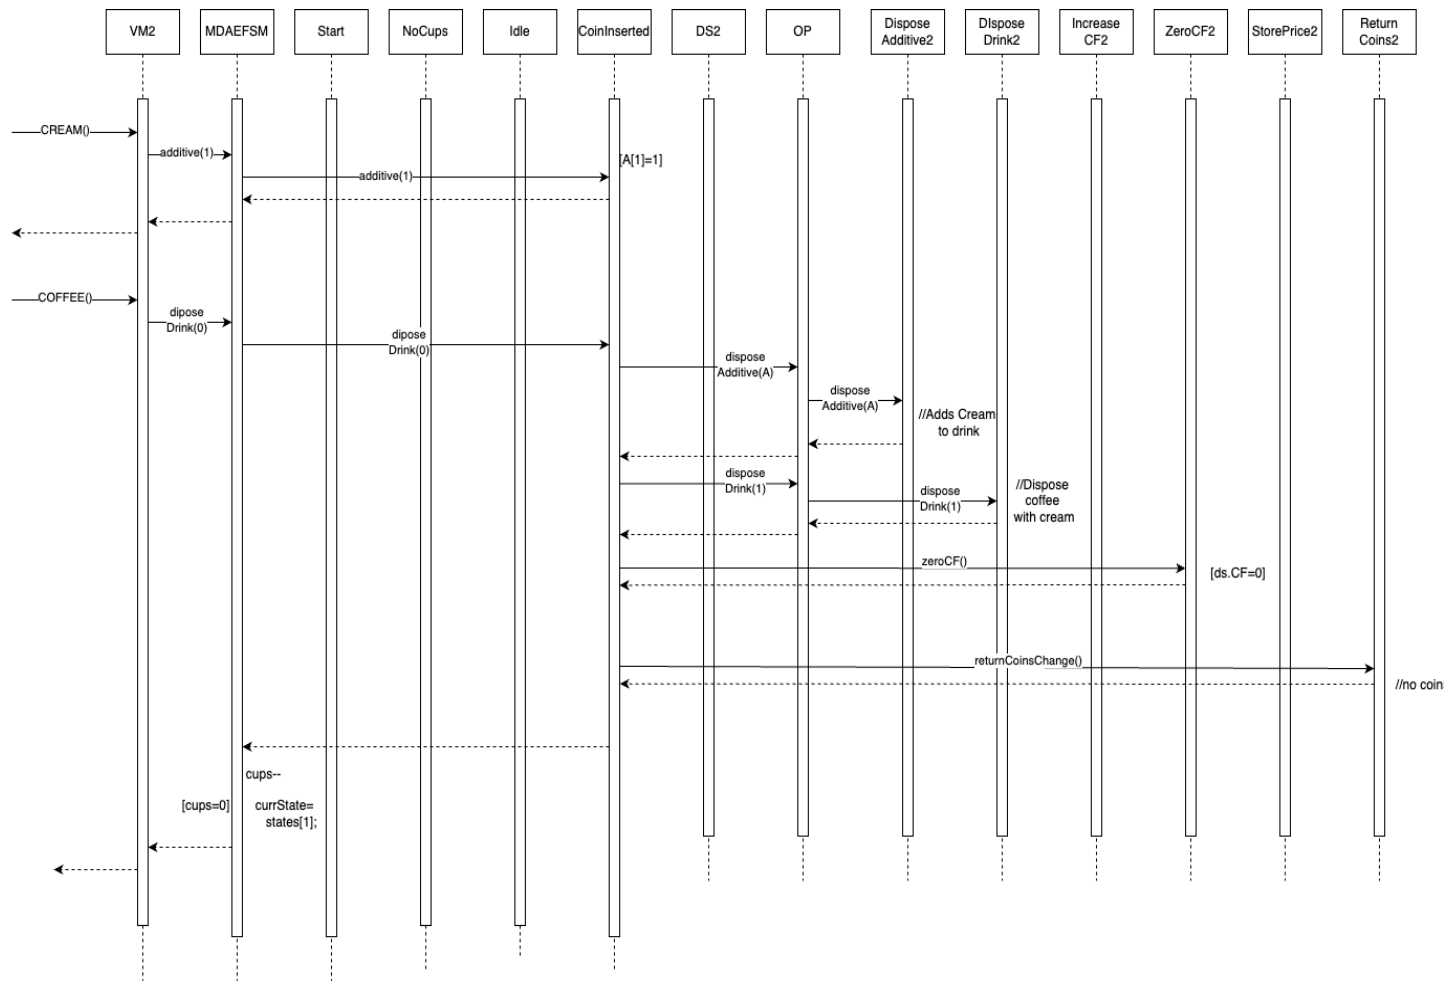 VM2
MDAEFSM
Start
NoCups
Idle
CoinInserted
DS2
OP
Dispose
Additive2
DIspose
Drink2
Increase
CF2
ZeroCF2
StorePrice2
Return
Coins2
CREAM()
additive(1)
[A[1]=1]
additive(1)
COFFEE()
dipose
Drink(0)
dipose
Drink(0)
dispose
Additive(A)
dispose
Additive(A)
//Adds Cream
to drink
dispose
Drink(1)
dispose
Drink(1)
//Dispose
coffee
with cream
zeroCF()
[ds.CF=0]
returnCoinsChange()
//no coin
cups--
[cups=0]
currState=
states[1];